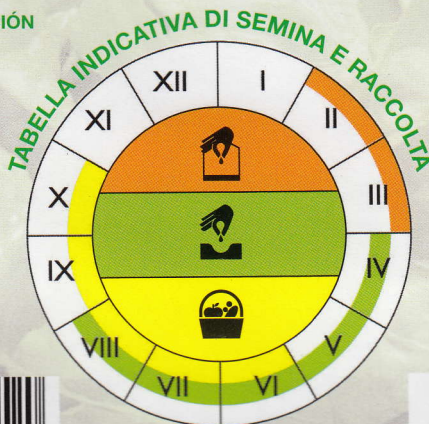 IÓN
TABELLA INDICATIVA DI SEMINA E RACCOLTA
I
II
III
IV
V
VI
VII
VIII
IX
X
XI
XII